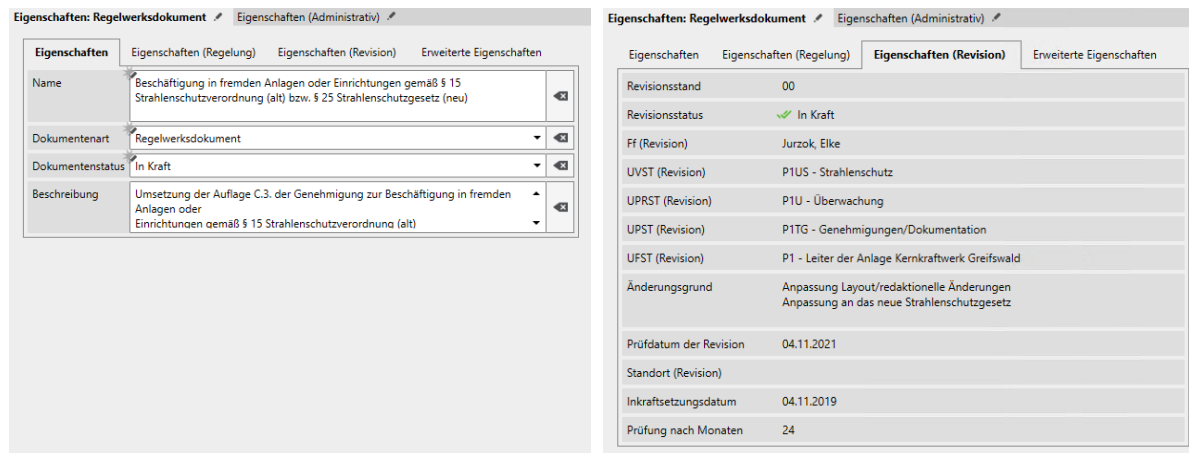 Eigenschaften: Regelwerksdokument Eigenschaften (Administrativ)
Eigenschaften Eigenschaften (Regelung) Eigenschaften (Revision) Erweiterte Eigenschaften
Name Beschäftigung in fremden Anlagen oder Einrichtungen gemäß § 15
Strahlenschutzverordnung (alt) bzw. § 25 Strahlenschutzgesetz (neu)
Dokumentenart Regelwerksdokument
Dokumentenstatus In Kraft
Beschreibung Umsetzung der Auflage C.3. der Genehmigung zur Beschäftigung in fremden
Anlagen oder
Einrichtungen gemäß § 15 Strahlenschutzverordnung (alt)
Eigenschaften: Regelwerksdokument Eigenschaften (Administrativ)
Eigenschaften Eigenschaften (Regelung) Eigenschaften (Revision) Erweiterte Eigenschaften
Revisionsstand 00
Revisionsstatus In Kraft
Ff (Revision) Jurzok, Elke
UVST (Revision) P1US - Strahlenschutz
UPRST (Revision) P1U - Überwachung
UPST (Revision) P1TG - Genehmigungen/Dokumentation
UFST (Revision) P1 - Leiter der Anlage Kernkraftwerk Greifswald
Änderungsgrund Anpassung Layout/redaktionelle Änderungen
Anpassung an das neue Strahlenschutzgesetz
Prüfdatum der Revision 04.11.2021
Standort (Revision)
Inkraftsetzungsdatum 04.11.2019
Prüfung nach Monaten 24